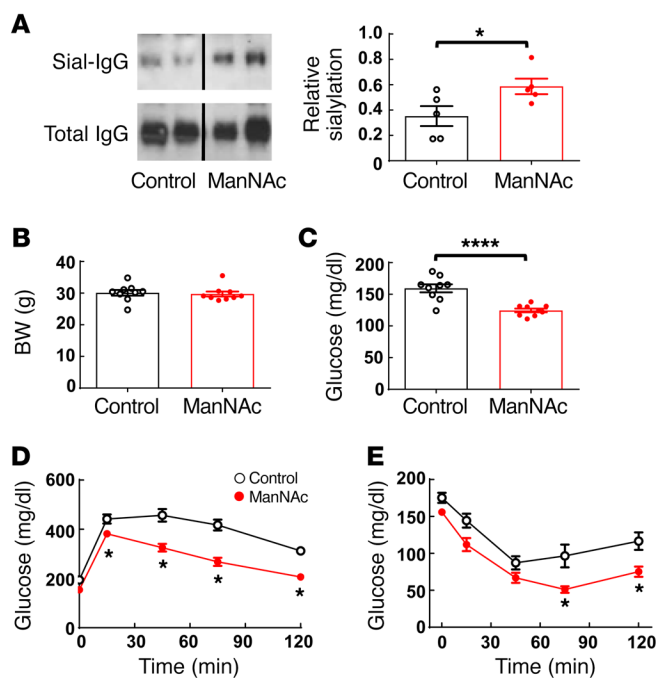 A
Sial-IgG
Total IgG
Control ManNAc
Relative
sialylation
1.0
0.8
0.6
0.4
0.2
0
*
Control ManNAc
B
BW (g)
40
30
20
10
0
Control ManNAc
C
Glucose (mg/dl)
200
150
100
50
0
****
Control ManNAc
D
Glucose (mg/dl)
600
400
200
0
Control
ManNAc
* * * *
0 30 60 90 120
Time (min)
E
Glucose (mg/dl)
200
150
100
50
0
* *
0 30 60 90 120
Time (min)